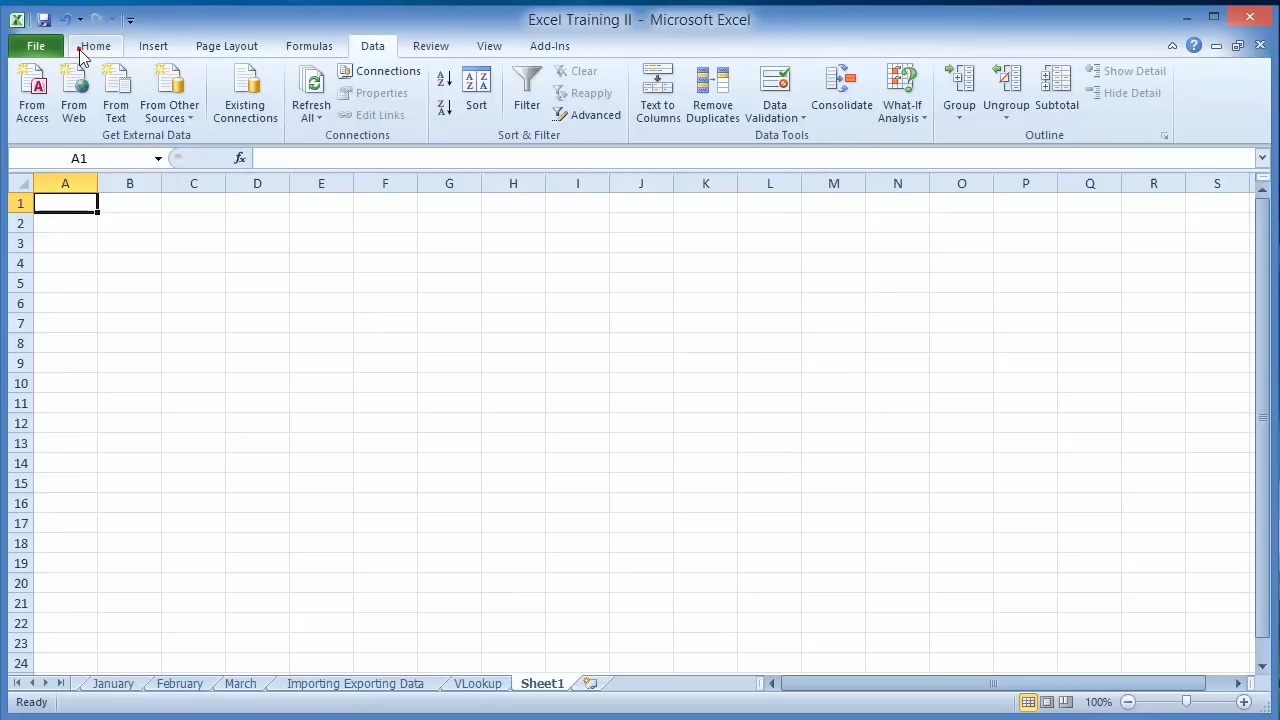 Excel Training II - Microsoft Excel
File Home Insert Page Layout Formulas Data Review View Add-Ins
From Access
From Web
From Text
From Other Sources
Existing Connections
Get External Data
Refresh All
Connections
Properties
Edit Links
Connections
Sort
Filter
Clear
Reapply
Advanced
Sort & Filter
Text to Columns
Remove Duplicates
Data Validation
Consolidate
What-If Analysis
Data Tools
Group
Ungroup
Subtotal
Show Detail
Hide Detail
Outline
A1 fx
A B C D E F G H I J K L M N O P Q R S
1
2
3
4
5
6
7
8
9
10
11
12
13
14
15
16
17
18
19
20
21
22
23
24
January February March Importing Exporting Data VLookup Sheet1
Ready 100%